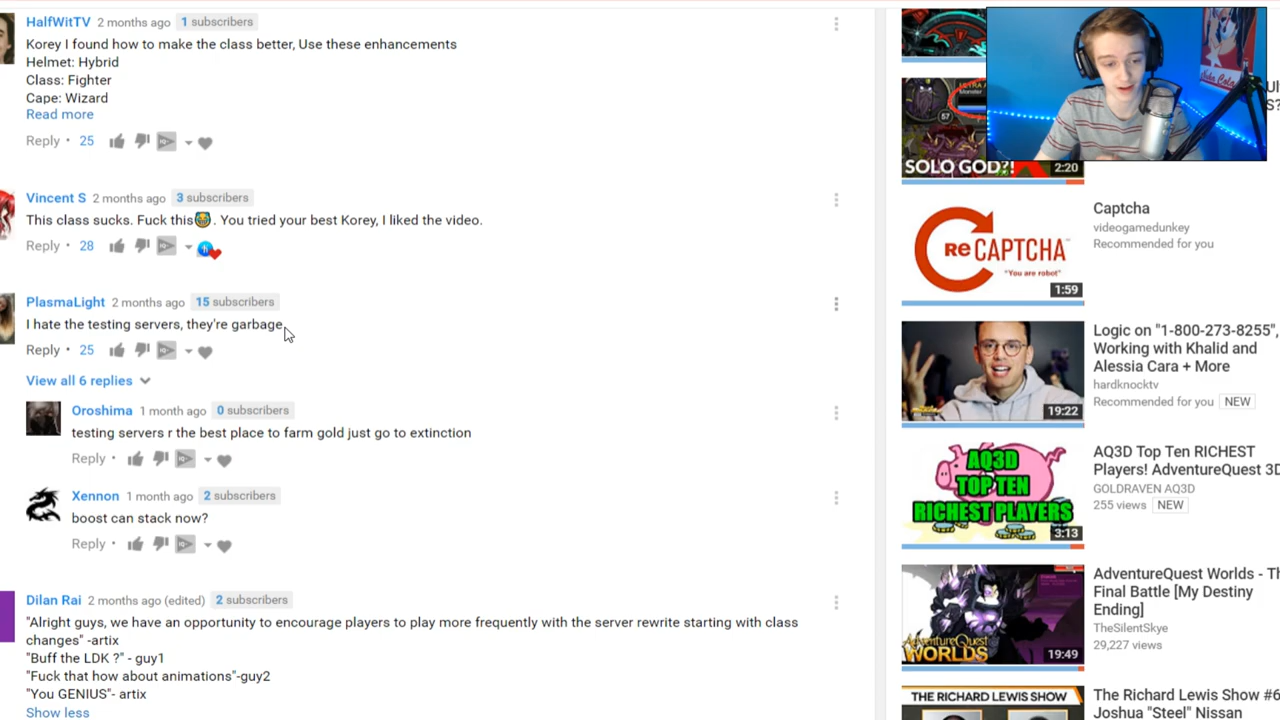 HalfWitTV 2 months ago 1 subscribers
Korey I found how to make the class better, Use these enhancements
Helmet: Hybrid
Class: Fighter
Cape: Wizard
Read more
Reply • 25
Vincent S 2 months ago 3 subscribers
This class sucks. Fuck this😂. You tried your best Korey, I liked the video.
Reply • 28
PlasmaLight 2 months ago 15 subscribers
I hate the testing servers, they're garbage
Reply • 25
View all 6 replies
Oroshima 1 month ago 0 subscribers
testing servers r the best place to farm gold just go to extinction
Reply •
Xennon 1 month ago 2 subscribers
boost can stack now?
Reply •
Dilan Rai 2 months ago (edited) 2 subscribers
"Alright guys, we have an opportunity to encourage players to play more frequently with the server rewrite starting with class
changes" -artix
"Buff the LDK ?" - guy1
"Fuck that how about animations"-guy2
"You GENIUS"- artix
Show less
57
SOLO GOD?!
2:20
Nuka Cola
S?
ReCAPTCHA
"You are robot"
1:59
Captcha
videogamedunkey
Recommended for you
19:22
Logic on "1-800-273-8255",
Working with Khalid and
Alessia Cara + More
hardknocktv
Recommended for you NEW
AQ3D
TOP TEN
RICHEST PLAYERS
3:13
AQ3D Top Ten RICHEST
Players! AdventureQuest 3D
GOLDRAVEN AQ3D
255 views NEW
AdventureQuest
WORLDS
19:49
AdventureQuest Worlds - Th
Final Battle [My Destiny
Ending]
TheSilentSkye
29,227 views
THE RICHARD LEWIS SHOW
The Richard Lewis Show #6
Joshua "Steel" Nissan